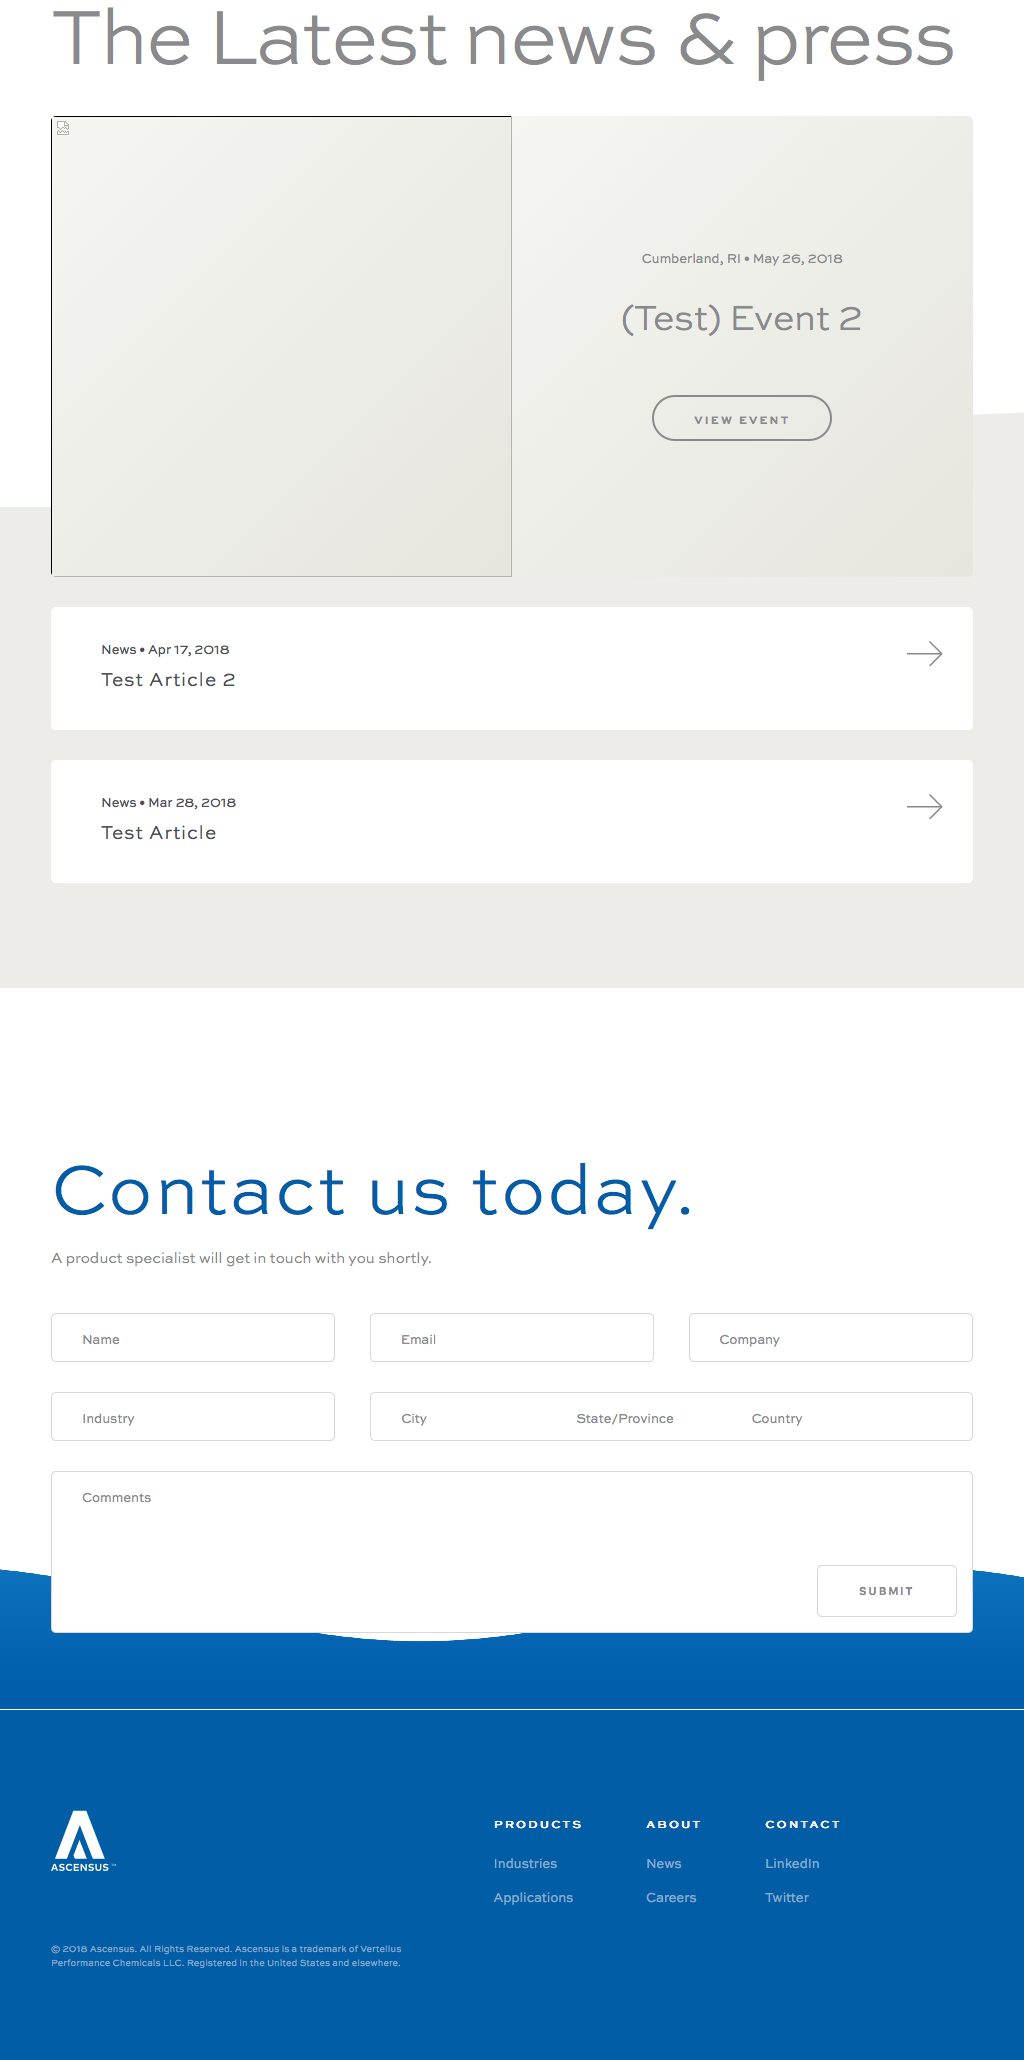 The Latest news & press
Cumberland, RI • May 26, 2018
(Test) Event 2
VIEW EVENT
News • Apr 17, 2018
Test Article 2
News • Mar 28, 2018
Test Article
Contact us today.
A product specialist will get in touch with you shortly.
Name Email Company
Industry City State/Province Country
Comments
SUBMIT
ASCENSUS ™
PRODUCTS ABOUT CONTACT
Industries News LinkedIn
Applications Careers Twitter
© 2018 Ascensus. All Rights Reserved. Ascensus is a trademark of Vertellus
Performance Chemicals LLC. Registered in the United States and elsewhere.